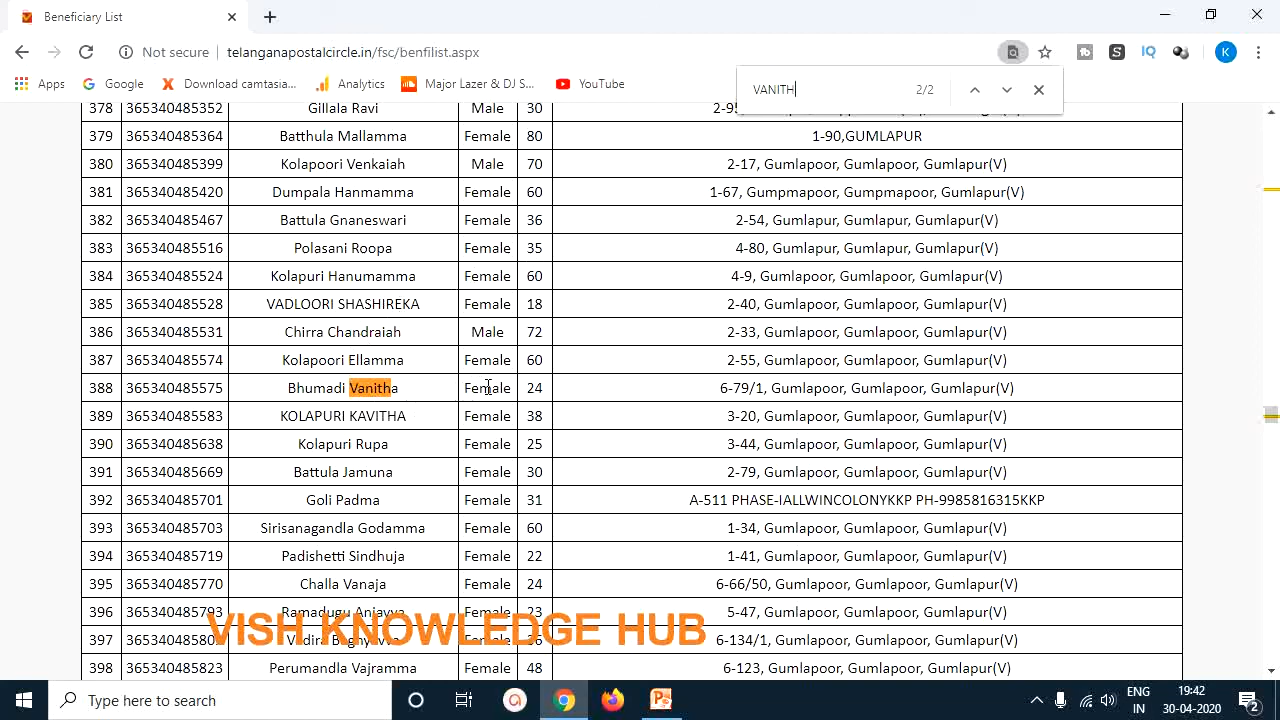 Beneficiary List
Not secure telanganapostalcircle.in/fsc/benfilist.aspx
K
Apps Google Download camtasia... Analytics Major Lazer & DJ S... YouTube
VANITH 2/2
378 365340485352 Gillala Ravi Male 30
379 365340485364 Batthula Mallamma Female 80 1-90,GUMLAPUR
380 365340485399 Kolapoori Venkaiah Male 70 2-17, Gumlapoor, Gumlapoor, Gumlapur(V)
381 365340485420 Dumpala Hanmamma Female 60 1-67, Gumpmapoor, Gumpmapoor, Gumlapur(V)
382 365340485467 Battula Gnaneswari Female 36 2-54, Gumlapur, Gumlapur, Gumlapur(V)
383 365340485516 Polasani Roopa Female 35 4-80, Gumlapur, Gumlapur, Gumlapur(V)
384 365340485524 Kolapuri Hanumamma Female 60 4-9, Gumlapoor, Gumlapoor, Gumlapur(V)
385 365340485528 VADLOORI SHASHIREKA Female 18 2-40, Gumlapoor, Gumlapoor, Gumlapur(V)
386 365340485531 Chirra Chandraiah Male 72 2-33, Gumlapoor, Gumlapoor, Gumlapur(V)
387 365340485574 Kolapoori Ellamma Female 60 2-55, Gumlapoor, Gumlapoor, Gumlapur(V)
388 365340485575 Bhumadi Vanitha Female 24 6-79/1, Gumlapoor, Gumlapoor, Gumlapur(V)
389 365340485583 KOLAPURI KAVITHA Female 38 3-20, Gumlapoor, Gumlapoor, Gumlapur(V)
390 365340485638 Kolapuri Rupa Female 25 3-44, Gumlapoor, Gumlapoor, Gumlapur(V)
391 365340485669 Battula Jamuna Female 30 2-79, Gumlapoor, Gumlapoor, Gumlapur(V)
392 365340485701 Goli Padma Female 31 A-511 PHASE-IALLWINCOLONYKKP PH-9985816315KKP
393 365340485703 Sirisanagandla Godamma Female 60 1-34, Gumlapoor, Gumlapoor, Gumlapur(V)
394 365340485719 Padishetti Sindhuja Female 22 1-41, Gumlapoor, Gumlapoor, Gumlapur(V)
395 365340485770 Challa Vanaja Female 24 6-66/50, Gumlapoor, Gumlapoor, Gumlapur(V)
396 365340485793 Ramadugu Anjavva Female 23 5-47, Gumlapoor, Gumlapoor, Gumlapur(V)
VISH KNOWLEDGE HUB
397 Female 6-134/1, Gumlapoor, Gumlapoor, Gumlapur(V)
398 365340485823 Perumandla Vajramma Female 48 6-123, Gumlapoor, Gumlapoor, Gumlapur(V)
Type here to search
ENG 19:42
IN 30-04-2020 2